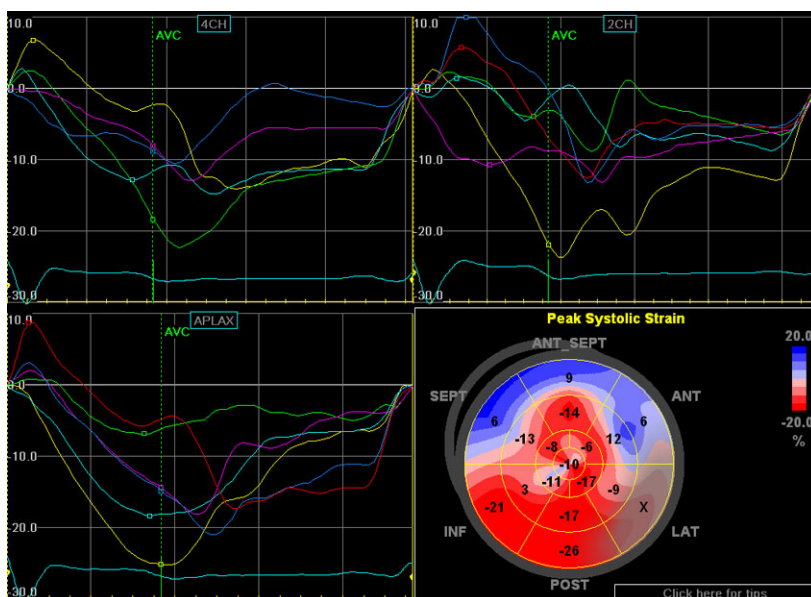 10.0
4CH
AVC
0.0
-10.0
-20.0
-30.0
10.0
2CH
AVC
0.0
-10.0
-20.0
-30.0
10.0
APLAX
AVC
0.0
-10.0
-20.0
-30.0
Peak Systolic Strain
ANT_SEPT
20.0
9
SEPT
ANT
-14
6
6
-13
12
-20.0
-8
-6
%
-10
-11
-17
3
-9
-21
X
-17
INF
LAT
-26
POST
Click here for tips